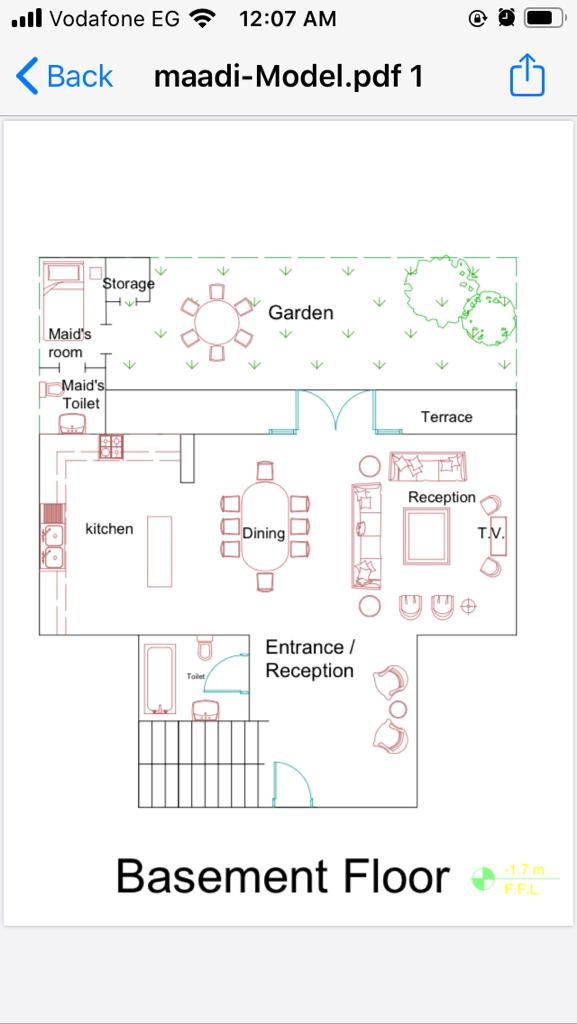 Vodafone EG 12:07 AM
Back maadi-Model.pdf 1
Storage
Garden
Maid's
room
Maid's
Toilet
Terrace
Reception
kitchen
Dining
T.V.
Entrance /
Reception
Toilet
Basement Floor
-1.7 m
F.F.L.